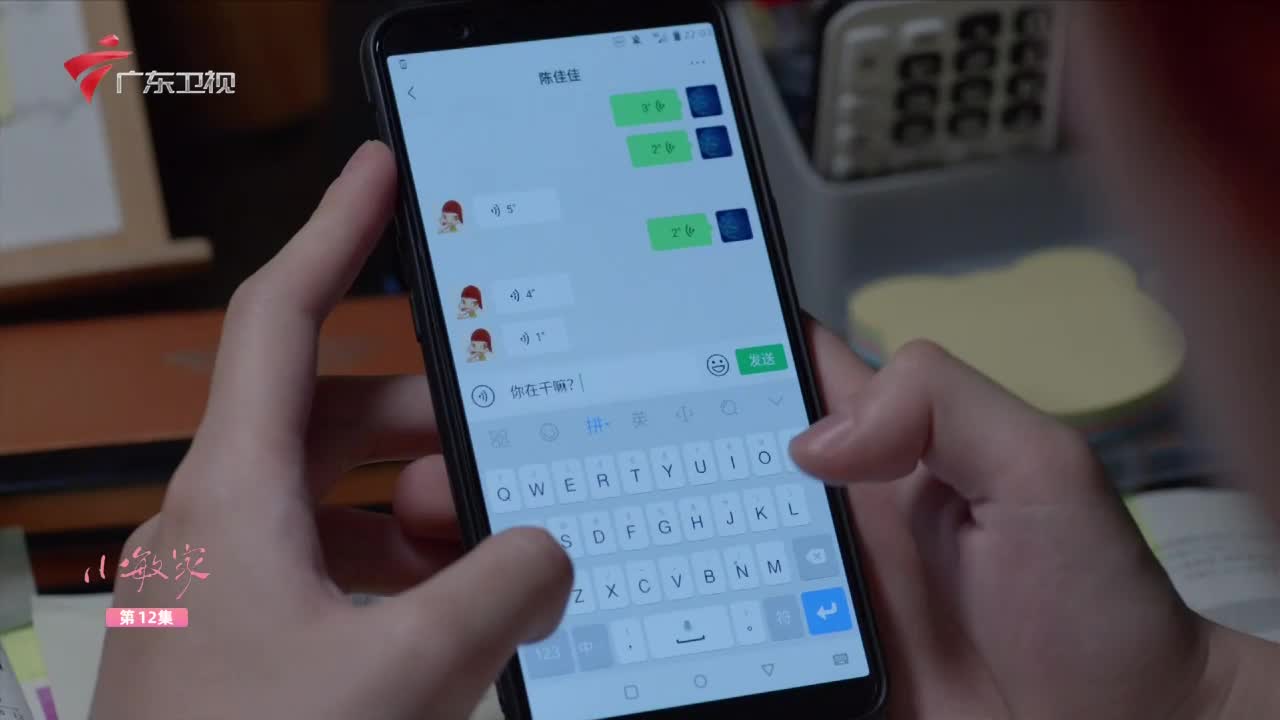 广东卫视
22:03
陈佳佳
3"
2"
5"
2"
4"
1"
你在干嘛?
发送
拼 英
Q W E R T Y U I O
S D F G H J K L
Z X C V B N M
123 中 , 。 符
小敏家
第12集